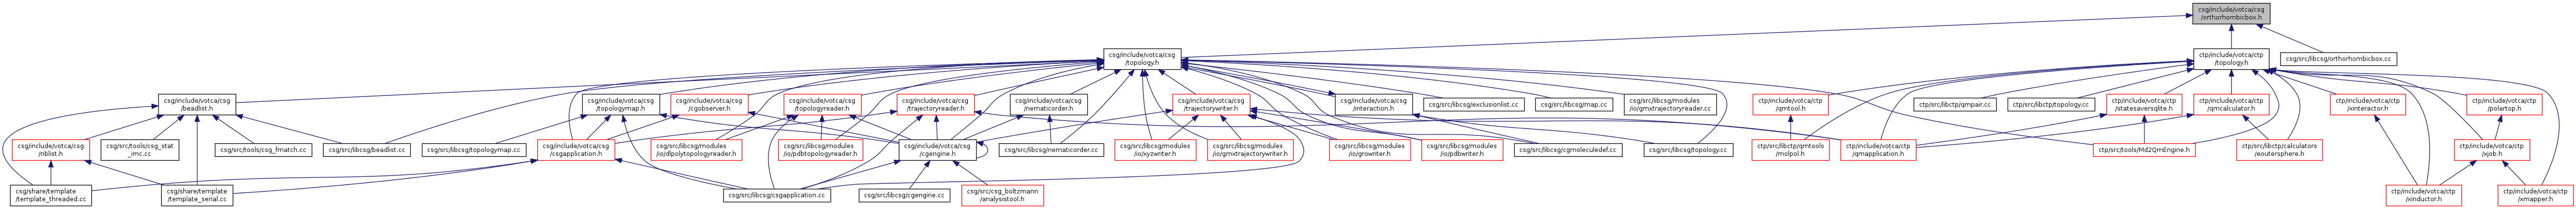 csg/include/votca/csg
/orthorhombicbox.h
csg/include/votca/csg
/topology.h
ctp/include/votca/ctp
/topology.h
csg/src/libcsg/orthorhombicbox.cc
csg/include/votca/csg
/beadlist.h
csg/include/votca/csg
/topologymap.h
csg/include/votca/csg
/cgobserver.h
csg/include/votca/csg
/topologyreader.h
csg/include/votca/csg
/trajectoryreader.h
csg/include/votca/csg
/nematicorder.h
csg/include/votca/csg
/trajectorywriter.h
csg/include/votca/csg
/interaction.h
csg/src/libcsg/exclusionlist.cc
csg/src/libcsg/map.cc
csg/src/libcsg/modules
/io/gmxtrajectoryreader.cc
ctp/include/votca/ctp
/qmtool.h
ctp/src/libctp/qmpair.cc
ctp/src/libctp/topology.cc
ctp/include/votca/ctp
/statesaversqlite.h
ctp/include/votca/ctp
/qmcalculator.h
ctp/include/votca/ctp
/xinteractor.h
ctp/include/votca/ctp
/polartop.h
csg/include/votca/csg
/nblist.h
csg/src/tools/csg_stat
_imc.cc
csg/src/tools/csg_fmatch.cc
csg/src/libcsg/beadlist.cc
csg/src/libcsg/topologymap.cc
csg/include/votca/csg
/csgapplication.h
csg/src/libcsg/modules
/io/dlpolytopologyreader.h
csg/src/libcsg/modules
/io/pdbtopologyreader.h
csg/include/votca/csg
/cgengine.h
csg/src/libcsg/nematicorder.cc
csg/src/libcsg/modules
/io/xyzwriter.h
csg/src/libcsg/modules
/io/gmxtrajectorywriter.h
csg/src/libcsg/modules
/io/growriter.h
csg/src/libcsg/modules
/io/pdbwriter.h
csg/src/libcsg/cgmoleculedef.cc
csg/src/libcsg/topology.cc
ctp/src/libctp/qmtools
/molpol.h
ctp/include/votca/ctp
/qmapplication.h
ctp/src/tools/Md2QmEngine.h
ctp/src/libctp/calculators
/eoutersphere.h
ctp/include/votca/ctp
/xjob.h
csg/share/template
/template_threaded.cc
csg/share/template
/template_serial.cc
csg/src/libcsg/csgapplication.cc
csg/src/libcsg/cgengine.cc
csg/src/csg_boltzmann
/analysistool.h
ctp/include/votca/ctp
/xinductor.h
ctp/include/votca/ctp
/xmapper.h